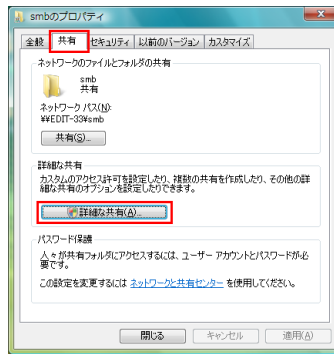 smbのプロパティ
全般 共有 セキュリティ 以前のバージョン カスタマイズ
ネットワークのファイルとフォルダの共有
smb
共有
ネットワーク パス(N):
¥¥EDIT-33¥smb
共有(S)...
詳細な共有
カスタムのアクセス許可を設定したり、複数の共有を作成したり、その他の詳
細な共有のオプションを設定したりできます。
詳細な共有(A)...
パスワード保護
人々が共有フォルダにアクセスするには、ユーザー アカウントとパスワードが必
要です。
この設定を変更するには ネットワークと共有センター を使用してください。
閉じる キャンセル 適用(A)